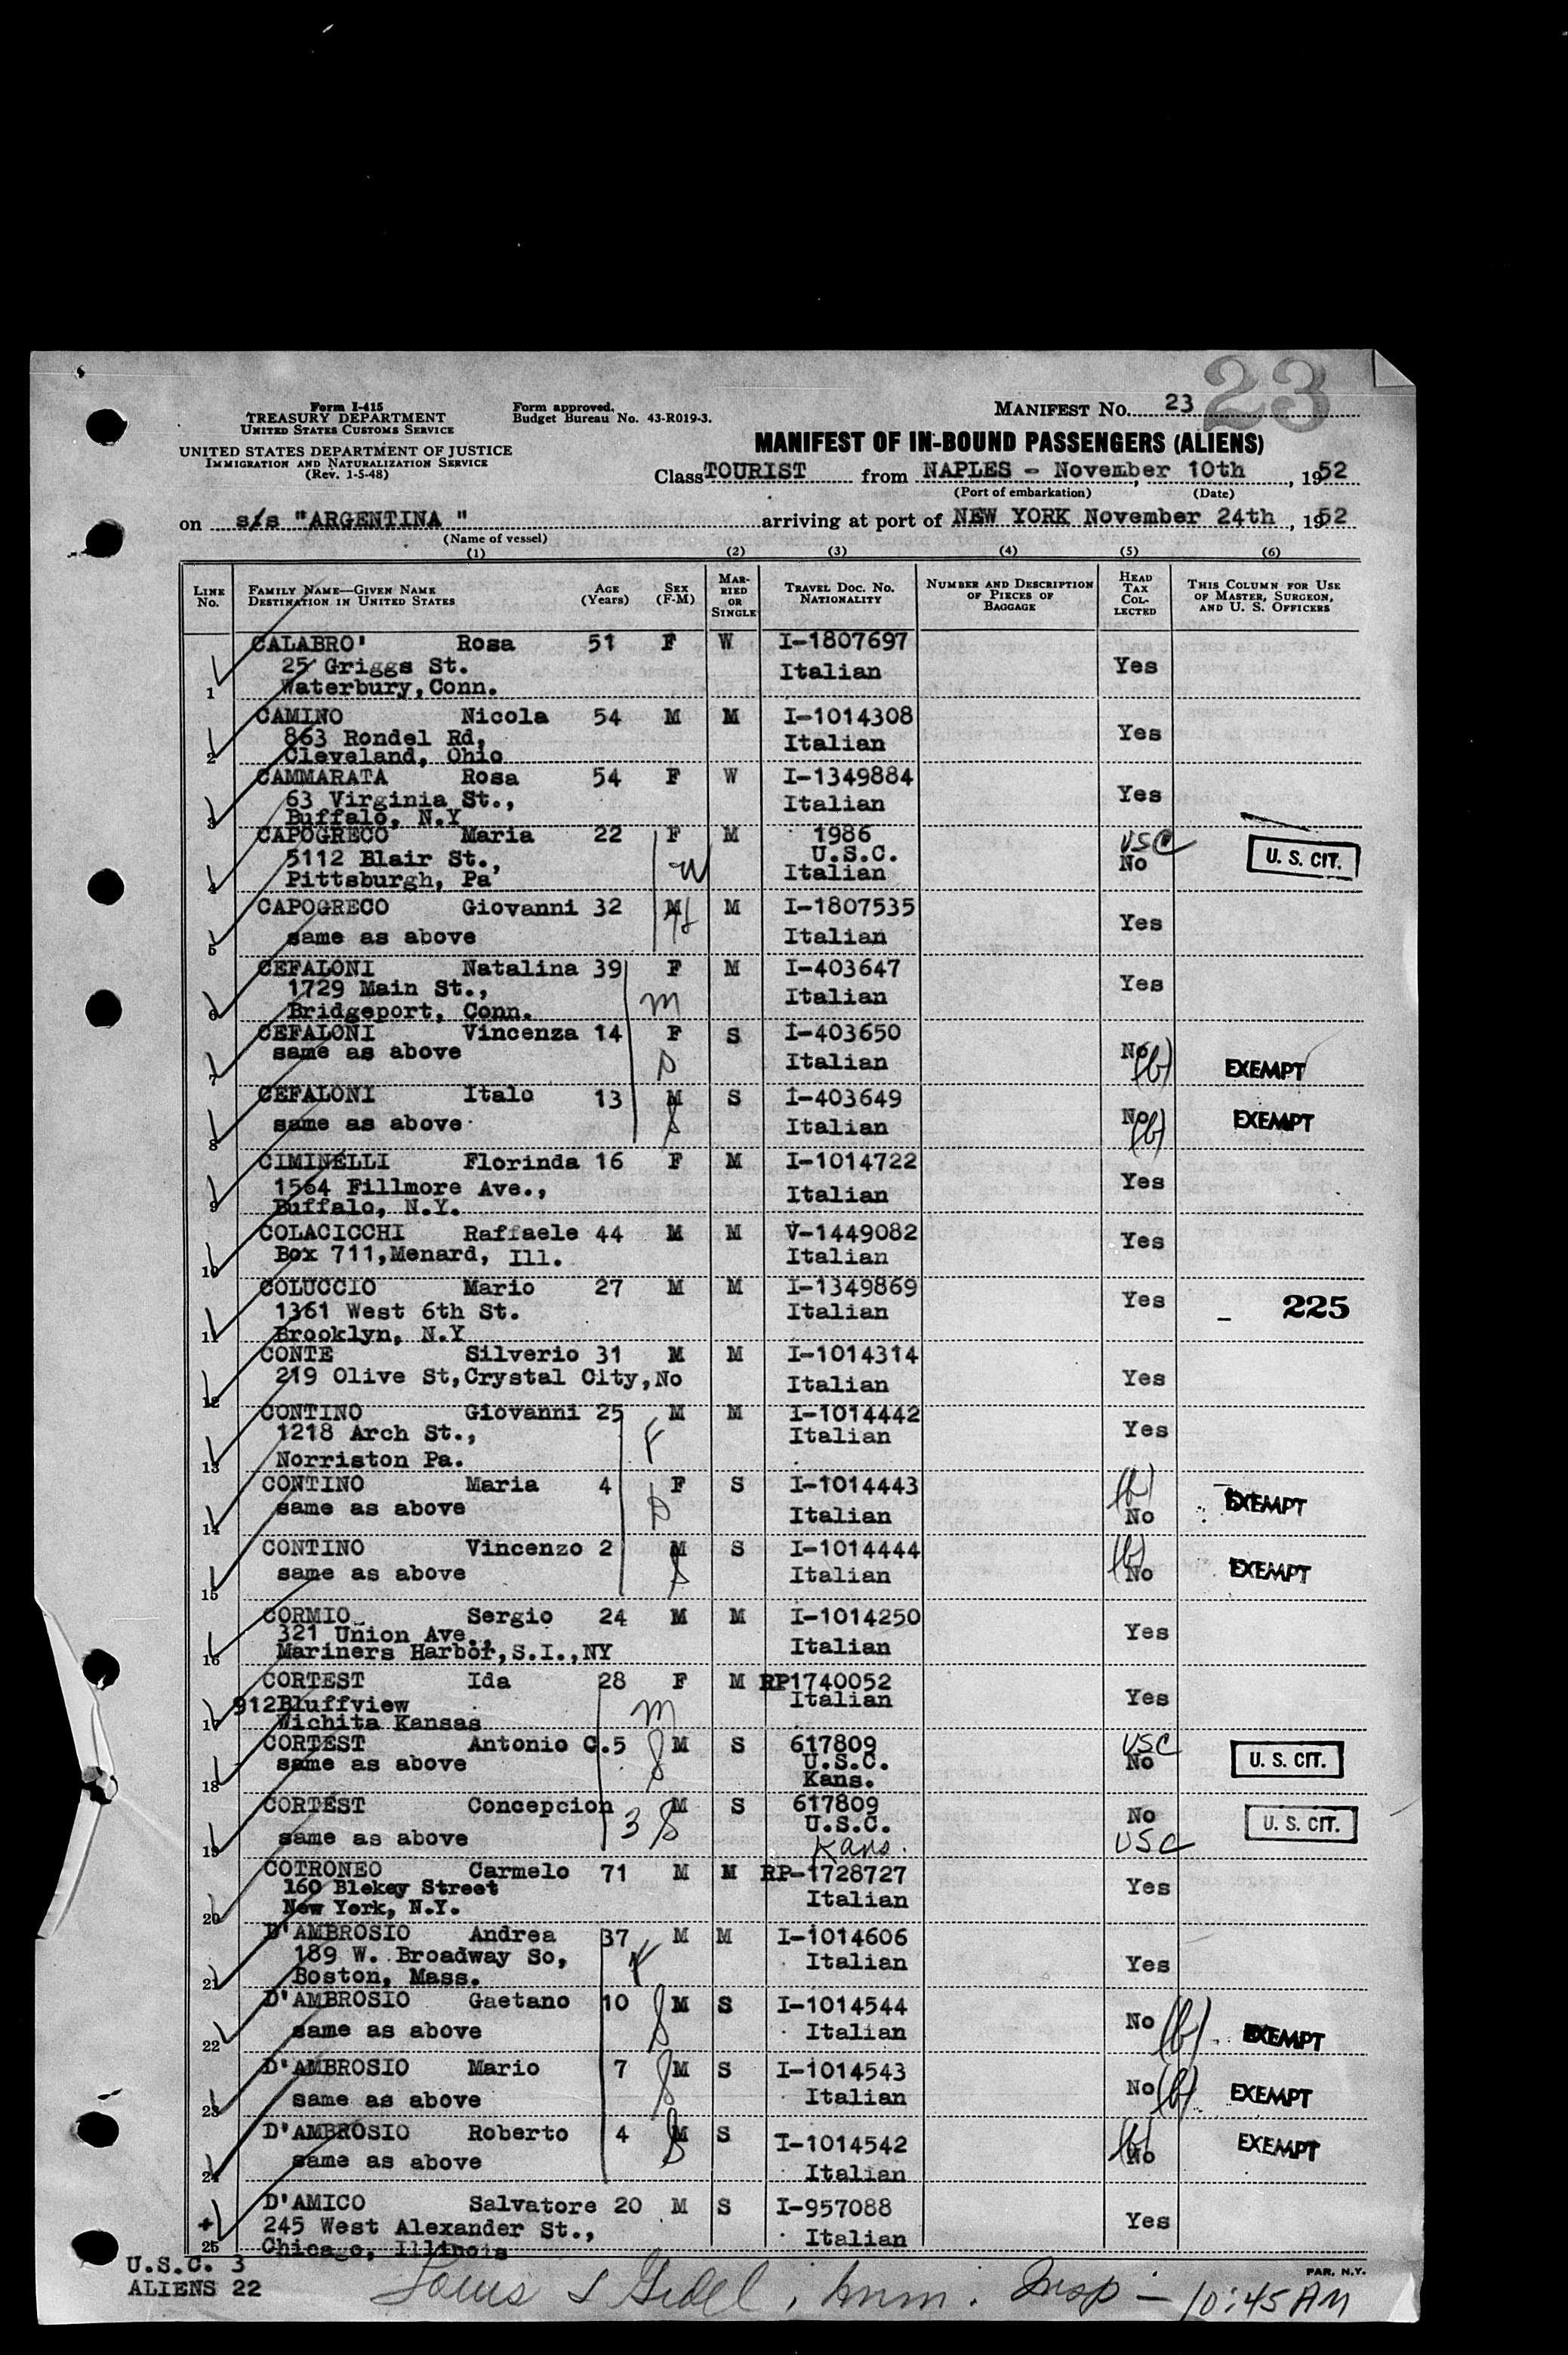 23
Form I-415
TREASURY DEPARTMENT
UNITED STATES CUSTOMS SERVICE
UNITED STATES DEPARTMENT OF JUSTICE
IMMIGRATION AND NATURALIZATION SERVICE
(Rev. 1-5-48)
Form approved.
Budget Bureau No. 43-R019-3.
MANIFEST NO. 23
MANIFEST OF IN-BOUND PASSENGERS (ALIENS)
Class TOURIST from NAPLES - November 10th, 1952
(Port of embarkation) (Date)
on s/s "ARGENTINA " arriving at port of NEW YORK November 24th, 1952
(Name of vessel)
(1) (2) (3) (4) (5) (6)
LINE No.
FAMILY NAME—GIVEN NAME
DESTINATION IN UNITED STATES
AGE (Years)
SEX (F-M)
MARRIED OR SINGLE
TRAVEL DOC. NO.
NATIONALITY
NUMBER AND DESCRIPTION OF PIECES OF BAGGAGE
HEAD TAX COLLECTED
THIS COLUMN FOR USE OF MASTER, SURGEON, AND U. S. OFFICERS
CALABRO' Rosa 51 F W I-1807697
25 Griggs St. Italian Yes
1 Waterbury, Conn.
CAMINO Nicola 54 M M I-1014308
863 Rondel Rd, Italian Yes
2 Cleveland, Ohio
CAMMARATA Rosa 54 F W I-1349884
63 Virginia St., Italian Yes
3 Buffalo, N.Y
CAPOGRECO Maria 22 F M 1986 USC
5112 Blair St., W U.S.C. No U. S. CIT.
4 Pittsburgh, Pa Italian
CAPOGRECO Giovanni 32 M M I-1807535
5 same as above H Italian Yes
CEFALONI Natalina 39 F M I-403647
1729 Main St., m Italian Yes
6 Bridgeport, Conn.
CEFALONI Vincenza 14 F S I-403650
7 same as above D Italian No (b) EXEMPT
CEFALONI Italo 13 M S I-403649
8 same as above S Italian No (b) EXEMPT
CIMINELLI Florinda 16 F M I-1014722
1564 Fillmore Ave., Italian Yes
9 Buffalo, N.Y.
COLACICCHI Raffaele 44 M M V-1449082
10 Box 711,Menard, Ill. Italian Yes
COLUCCIO Mario 27 M M I-1349869
1361 West 6th St. Italian Yes 225
11 Brooklyn, N.Y
CONTE Silverio 31 M M I-1014314
12 219 Olive St,Crystal City,No Italian Yes
CONTINO Giovanni 25 M M I-1014442
1218 Arch St., F Italian Yes
13 Norriston Pa.
CONTINO Maria 4 F S I-1014443
14 same as above D Italian (b) No EXEMPT
CONTINO Vincenzo 2 M S I-1014444
15 same as above S Italian (b) No EXEMPT
CORMIO Sergio 24 M M I-1014250
321 Union Ave., Italian Yes
16 Mariners Harbor,S.I.,NY
CORTEST Ida 28 F M RP1740052
912Bluffview m Italian Yes
17 Wichita Kansas
CORTEST Antonio C.5 M S 617809 USC
18 same as above S U.S.C. No U. S. CIT.
Kans.
CORTEST Concepcion M S 617809 No
19 same as above 3 S U.S.C. USC U. S. CIT.
Kans.
COTRONEO Carmelo 71 M M RP-1728727
160 Blekey Street Italian Yes
20 New York, N.Y.
D'AMBROSIO Andrea 37 M M I-1014606
189 W. Broadway So, F Italian Yes
21 Boston, Mass.
D'AMBROSIO Gaetano 10 S M S I-1014544
22 same as above Italian No (b) EXEMPT
D'AMBROSIO Mario 7 S M S I-1014543
23 same as above Italian No (b) EXEMPT
D'AMBROSIO Roberto 4 S M S I-1014542
24 same as above Italian (b) No EXEMPT
D'AMICO Salvatore 20 M S I-957088
245 West Alexander St., Italian Yes
25 Chicago, Illinois
U.S.C. 3
ALIENS 22
PAR, N.Y.
Louis S Gidel, Imm. Insp — 10:45 AM